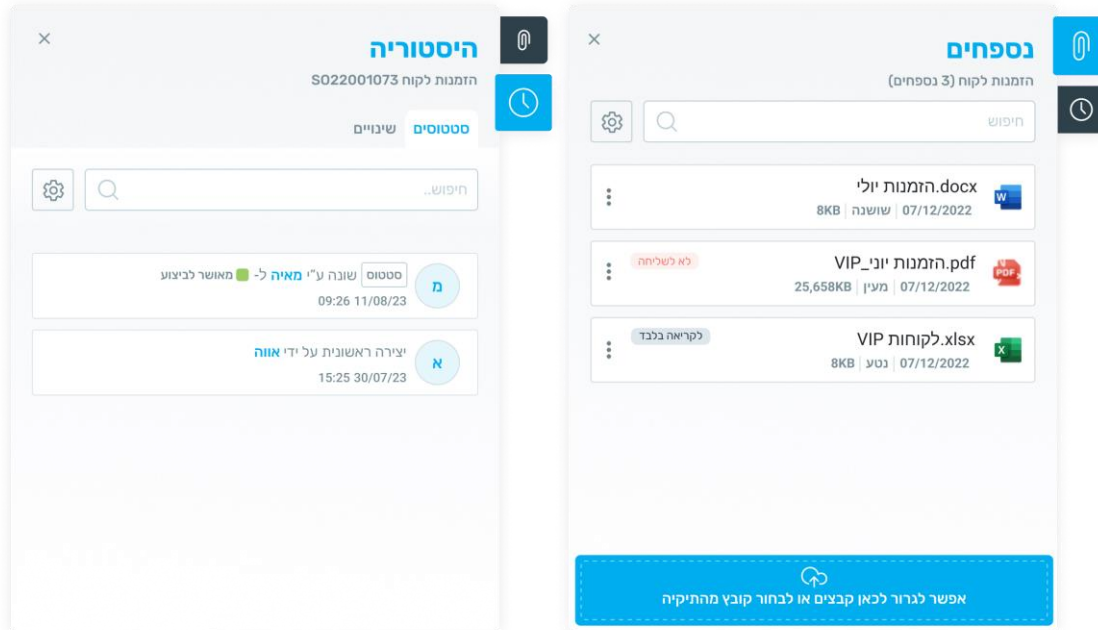 נספחים
הזמנות לקוח (3 נספחים)
חיפוש
הזמנות יולי.docx
07/12/2022 | שושנה | 8KB
הזמנות יוני_VIP.pdf
לא לשליחה
07/12/2022 | מעין | 25,658KB
לקוחות VIP.xlsx
לקריאה בלבד
07/12/2022 | נטע | 8KB
אפשר לגרור לכאן קבצים או לבחור קובץ מהתיקיה
היסטוריה
הזמנות לקוח SO22001073
סטטוסים שינויים
חיפוש..
מ
סטטוס שונה ע"י מאיה ל- מאושר לביצוע
09:26 11/08/23
א
יצירה ראשונית על ידי אווה
15:25 30/07/23
W
PDF
X